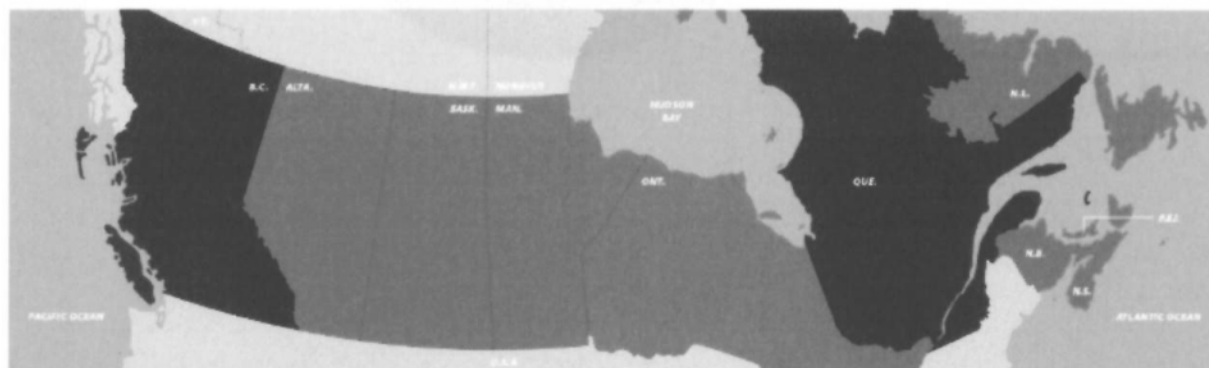 Y.T.
B.C.
ALTA.
N.W.T.
NUNAVUT
SASK.
MAN.
HUDSON
BAY
ONT.
QUE.
N.L.
P.E.I.
N.B.
N.S.
PACIFIC OCEAN
ATLANTIC OCEAN
U.S.A.